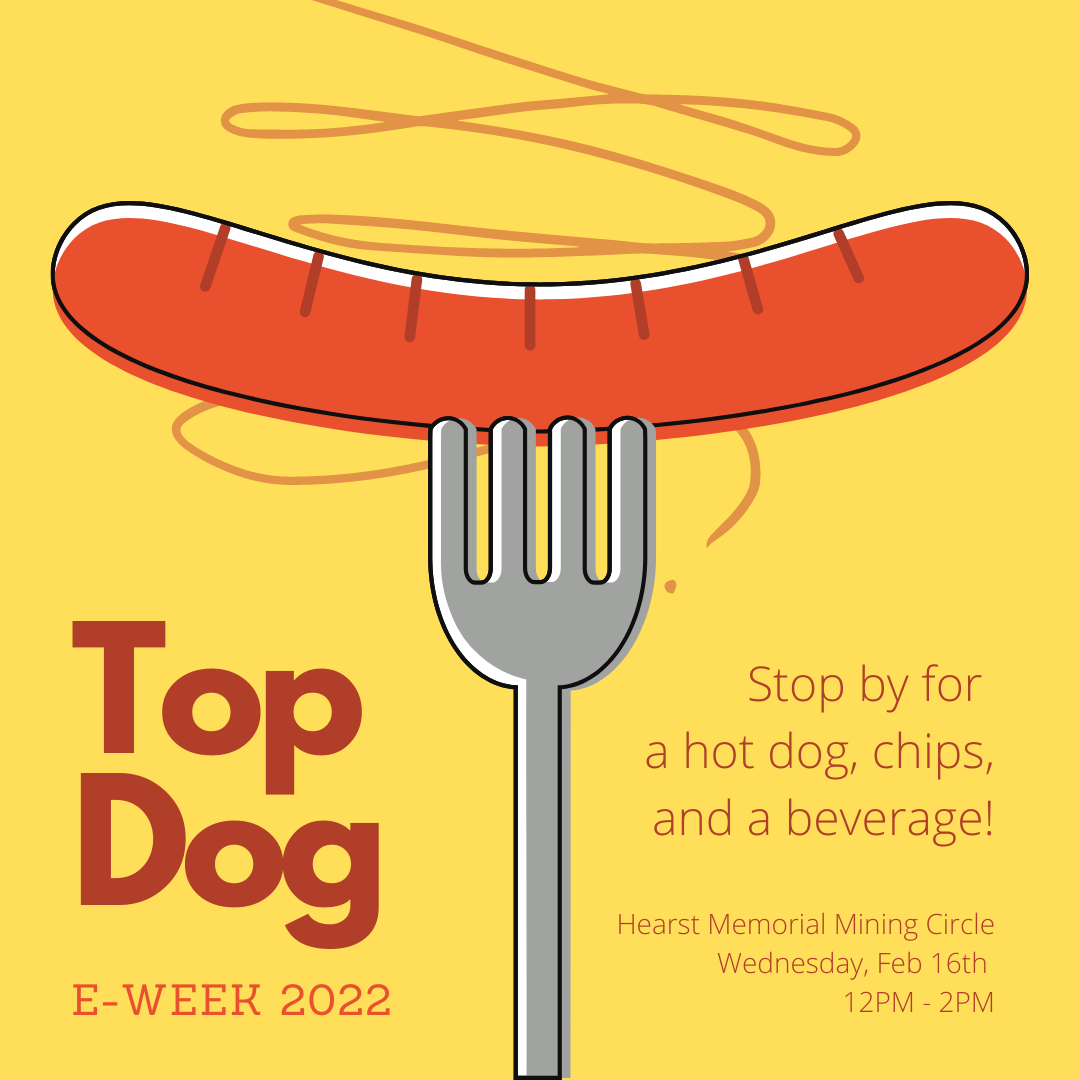 Top
Dog
E-WEEK 2022
Stop by for
a hot dog, chips,
and a beverage!
Hearst Memorial Mining Circle
Wednesday, Feb 16th
12PM - 2PM